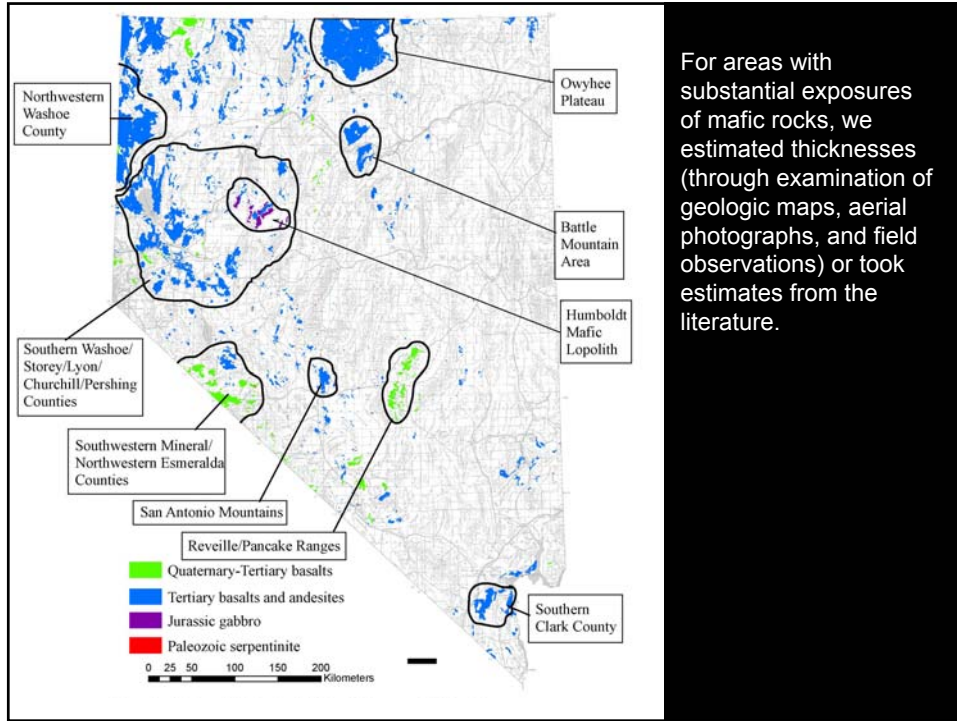 Northwestern
Washoe
County
Owyhee
Plateau
Battle
Mountain
Area
Humboldt
Mafic
Lopolith
Southern Washoe/
Storey/Lyon/
Churchill/Pershing
Counties
Southwestern Mineral/
Northwestern Esmeralda
Counties
San Antonio Mountains
Reveille/Pancake Ranges
Southern
Clark County
Quaternary-Tertiary basalts
Tertiary basalts and andesites
Jurassic gabbro
Paleozoic serpentinite
0 25 50 100 150 200
Kilometers
For areas with
substantial exposures
of mafic rocks, we
estimated thicknesses
(through examination of
geologic maps, aerial
photographs, and field
observations) or took
estimates from the
literature.